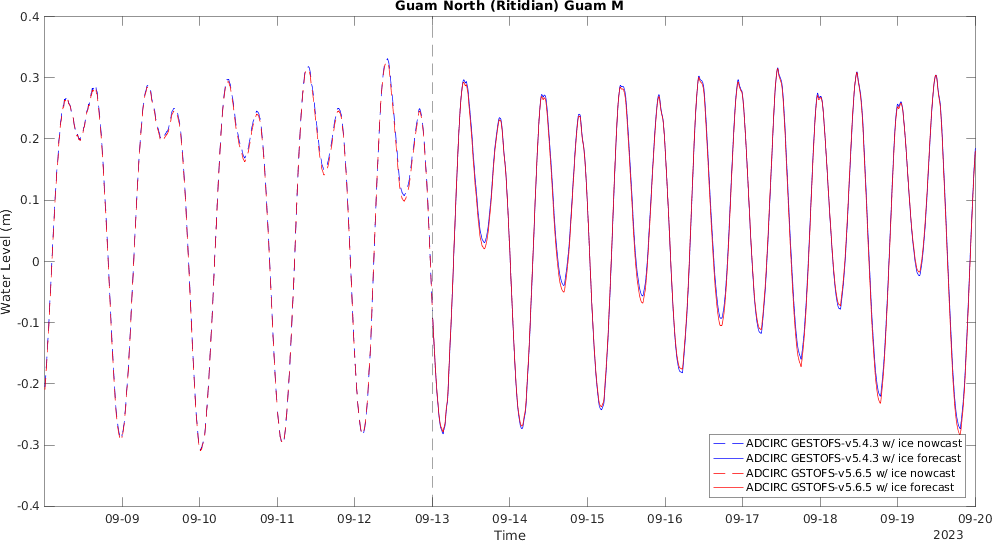 Guam North (Ritidian) Guam M
0.4
0.3
0.2
0.1
0
-0.1
-0.2
-0.3
-0.4
Water Level (m)
ADCIRC GESTOFS-v5.4.3 w/ ice nowcast
ADCIRC GESTOFS-v5.4.3 w/ ice forecast
ADCIRC GSTOFS-v5.6.5 w/ ice nowcast
ADCIRC GSTOFS-v5.6.5 w/ ice forecast
09-09 09-10 09-11 09-12 09-13 09-14 09-15 09-16 09-17 09-18 09-19 09-20
Time
2023